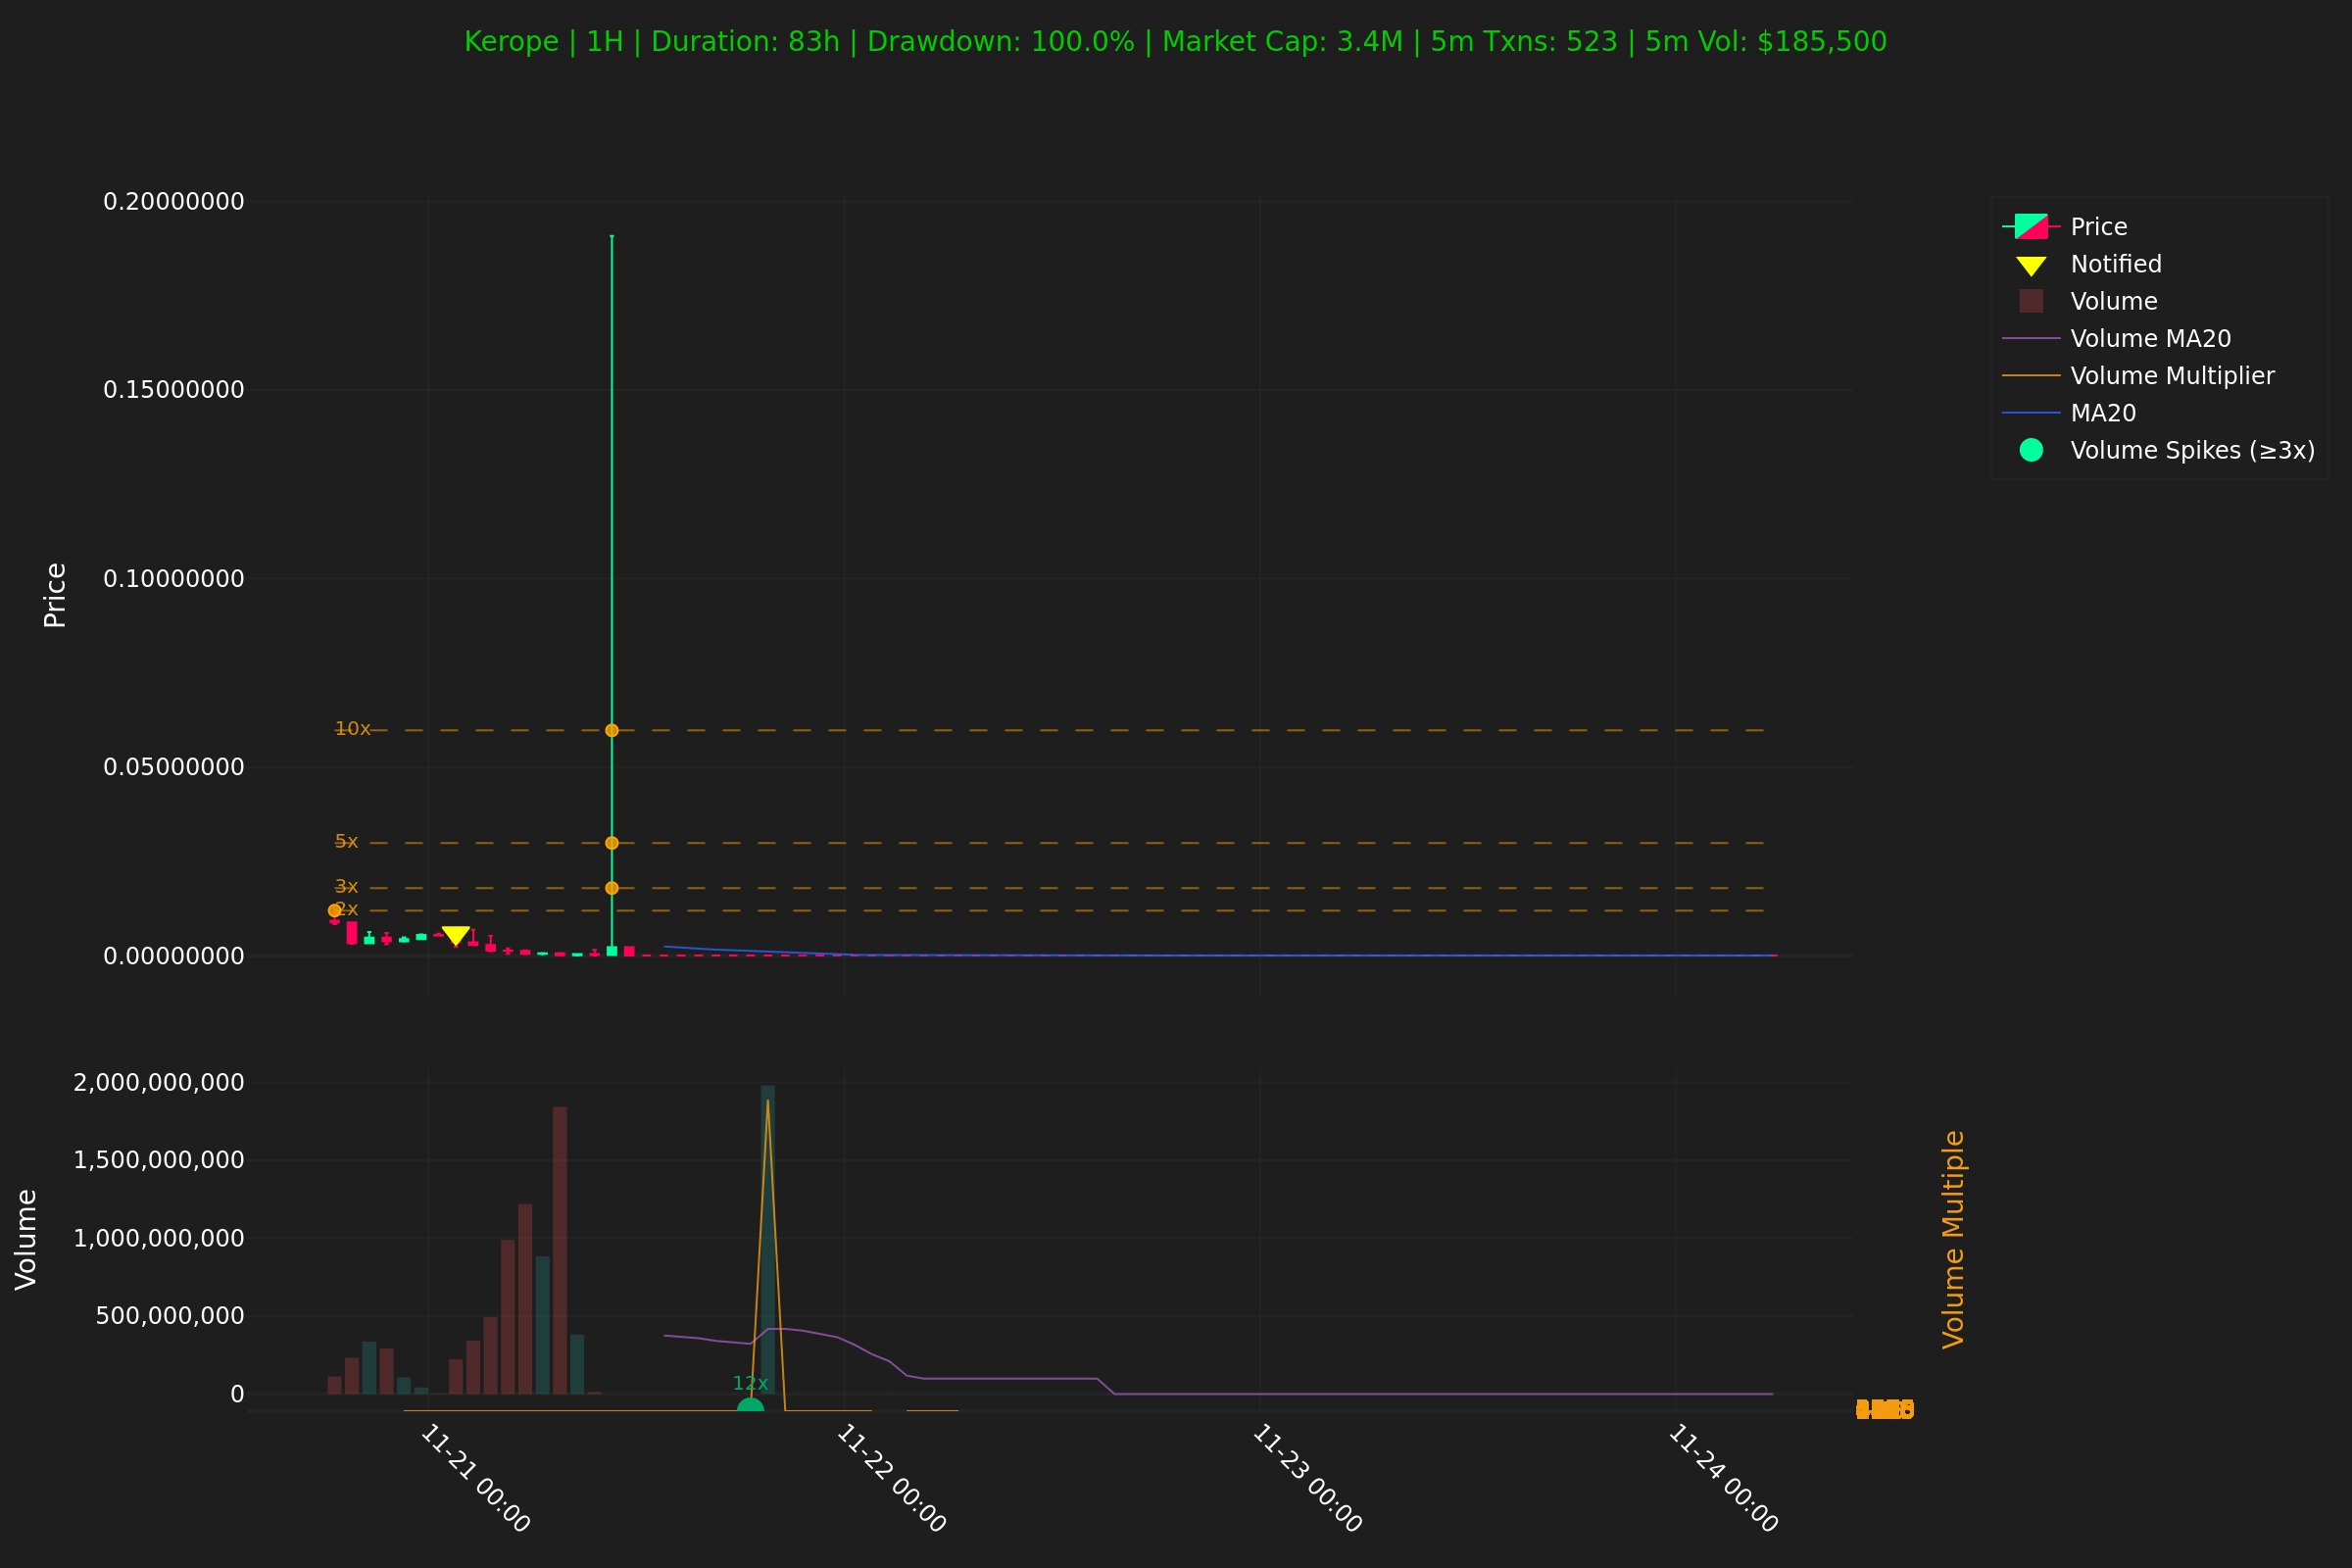 Kerope | 1H | Duration: 83h | Drawdown: 100.0% | Market Cap: 3.4M | 5m Txns: 523 | 5m Vol: $185,500
Price
0.20000000
0.15000000
0.10000000
0.05000000
0.00000000
10x
5x
3x
2x
Price
Notified
Volume
Volume MA20
Volume Multiplier
MA20
Volume Spikes (≥3x)
Volume
2,000,000,000
1,500,000,000
1,000,000,000
500,000,000
0
12x
Volume Multiple
11-21 00:00
11-22 00:00
11-23 00:00
11-24 00:00